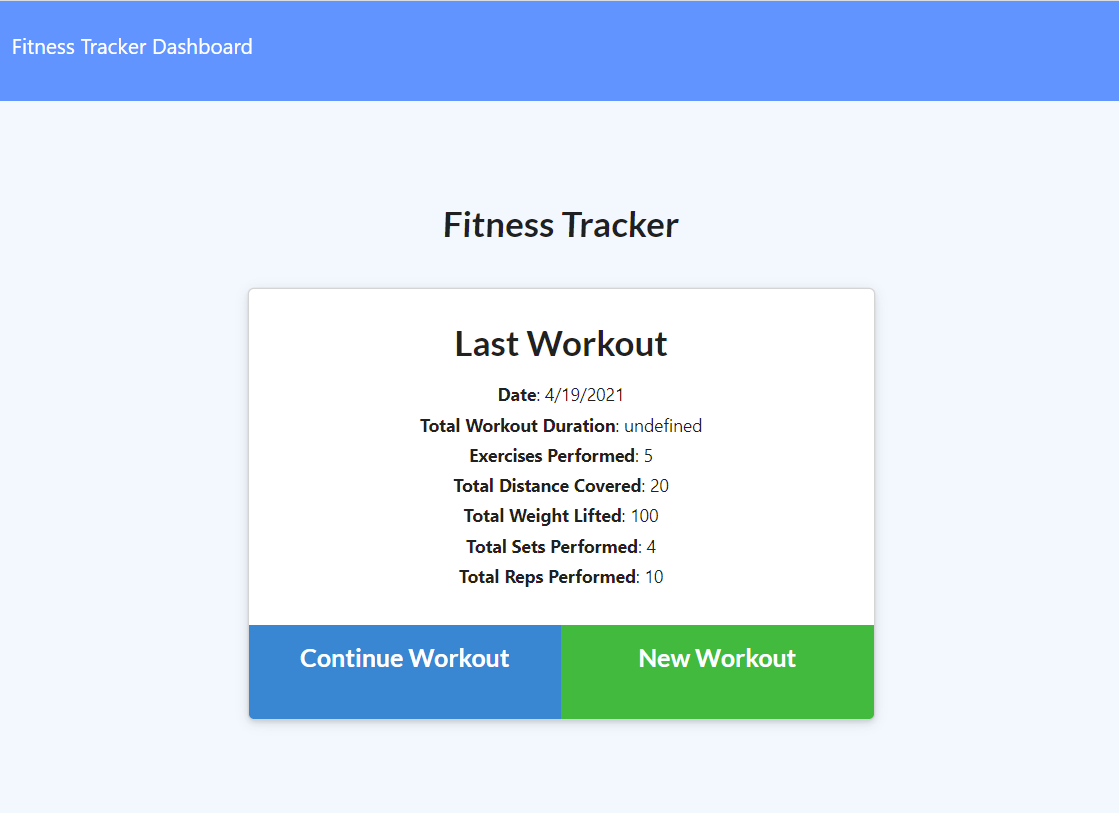 Fitness Tracker Dashboard
Fitness Tracker
Last Workout
Date: 4/19/2021
Total Workout Duration: undefined
Exercises Performed: 5
Total Distance Covered: 20
Total Weight Lifted: 100
Total Sets Performed: 4
Total Reps Performed: 10
Continue Workout
New Workout